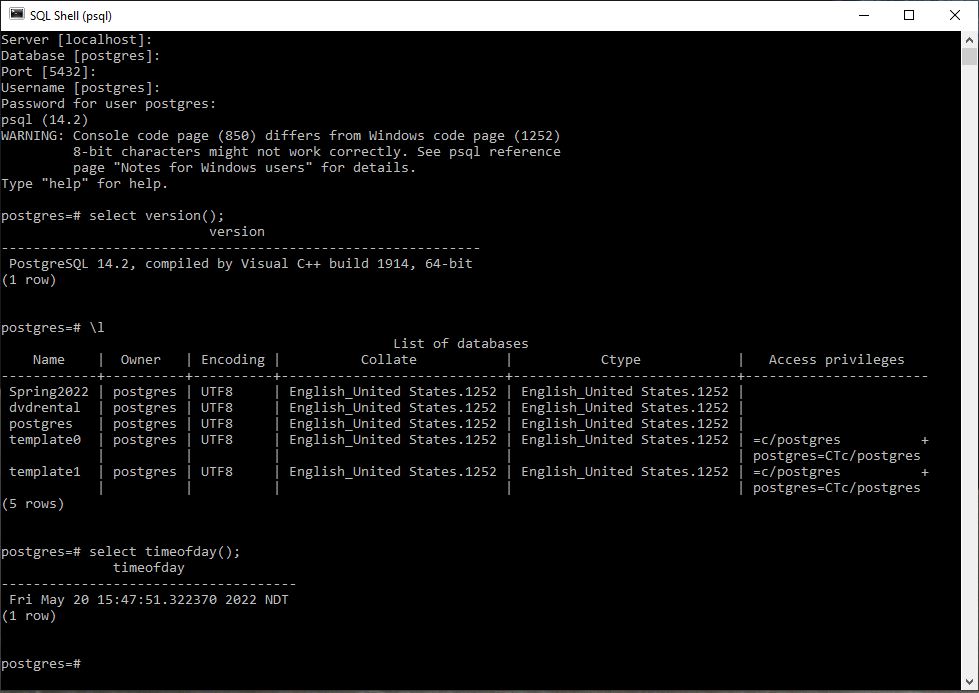 SQL Shell (psql)
Server [localhost]:
Database [postgres]:
Port [5432]:
Username [postgres]:
Password for user postgres:
psql (14.2)
WARNING: Console code page (850) differs from Windows code page (1252)
         8-bit characters might not work correctly. See psql reference
         page "Notes for Windows users" for details.
Type "help" for help.

postgres=# select version();
                          version
------------------------------------------------------------
 PostgreSQL 14.2, compiled by Visual C++ build 1914, 64-bit
(1 row)


postgres=# \l
                                                 List of databases
    Name    |  Owner   | Encoding |          Collate           |           Ctype            |   Access privileges
------------+----------+----------+----------------------------+----------------------------+-----------------------
 Spring2022 | postgres | UTF8     | English_United States.1252 | English_United States.1252 |
 dvdrental  | postgres | UTF8     | English_United States.1252 | English_United States.1252 |
 postgres   | postgres | UTF8     | English_United States.1252 | English_United States.1252 |
 template0  | postgres | UTF8     | English_United States.1252 | English_United States.1252 | =c/postgres          +
            |          |          |                            |                            | postgres=CTc/postgres
 template1  | postgres | UTF8     | English_United States.1252 | English_United States.1252 | =c/postgres          +
            |          |          |                            |                            | postgres=CTc/postgres
(5 rows)


postgres=# select timeofday();
              timeofday
-------------------------------------
 Fri May 20 15:47:51.322370 2022 NDT
(1 row)


postgres=#